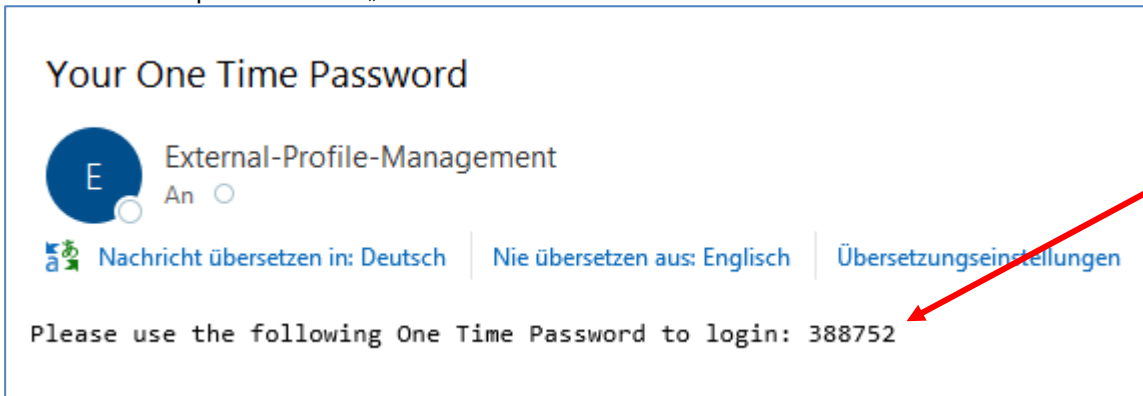 Your One Time Password
E
External-Profile-Management
An
Nachricht übersetzen in: Deutsch
Nie übersetzen aus: Englisch
Übersetzungseinstellungen
Please use the following One Time Password to login: 388752